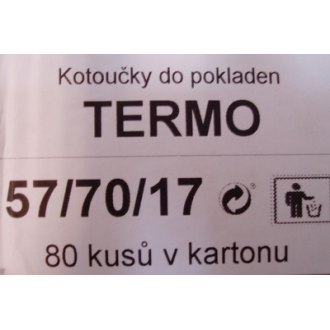 Kotoučky do pokladen
TERMO
57/70/17
80 kusů v kartonu